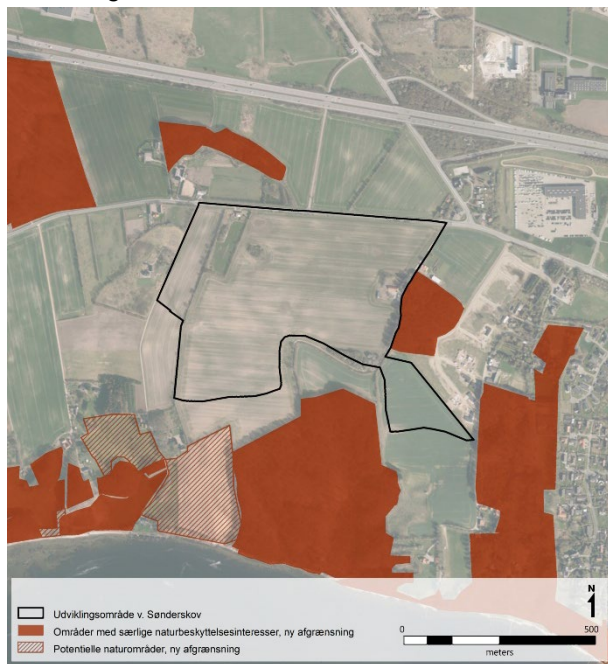 Udviklingsområde v. Sønderskov
Områder med særlige naturbeskyttelsesinteresser, ny afgrænsning
Potentielle naturområder, ny afgrænsning
N
0 500
meters